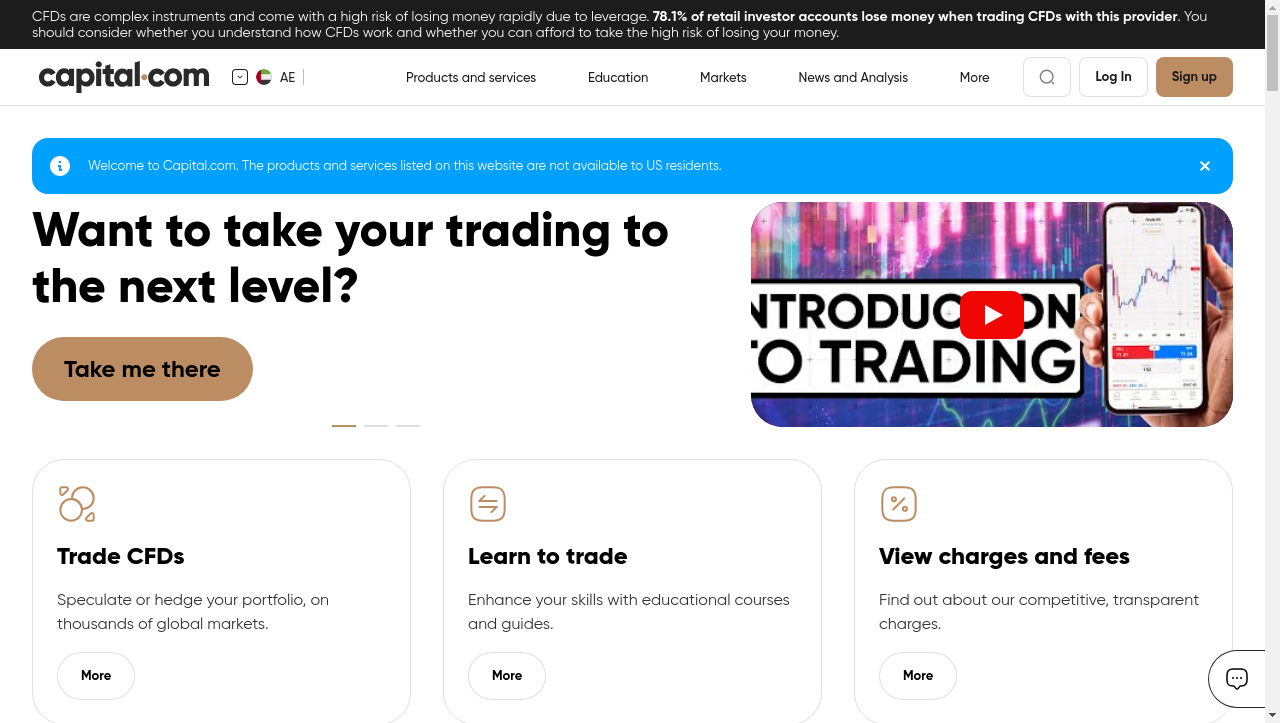 CFDs are complex instruments and come with a high risk of losing money rapidly due to leverage. 78.1% of retail investor accounts lose money when trading CFDs with this provider. You
should consider whether you understand how CFDs work and whether you can afford to take the high risk of losing your money.
capital.com
AE
Products and services
Education
Markets
News and Analysis
More
Log In
Sign up
Welcome to Capital.com. The products and services listed on this website are not available to US residents.
Want to take your trading to
the next level?
Take me there
TO TRADING
Trade CFDs
Speculate or hedge your portfolio, on
thousands of global markets.
More
Learn to trade
Enhance your skills with educational courses
and guides.
More
View charges and fees
Find out about our competitive, transparent
charges.
More